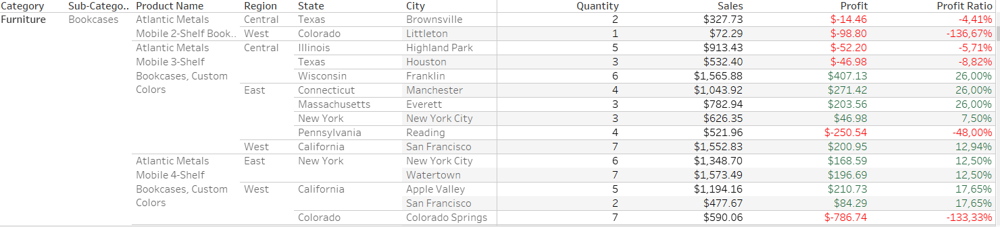 Category Sub-Catego.. Product Name Region State City Quantity Sales Profit Profit Ratio
Furniture Bookcases Atlantic Metals Central Texas Brownsville 2 $327.73 $-14.46 -4,41%
Mobile 2-Shelf Book.. West Colorado Littleton 1 $72.29 $-98.80 -136,67%
Atlantic Metals Central Illinois Highland Park 5 $913.43 $-52.20 -5,71%
Mobile 3-Shelf Texas Houston 3 $532.40 $-46.98 -8,82%
Bookcases, Custom Wisconsin Franklin 6 $1,565.88 $407.13 26,00%
Colors East Connecticut Manchester 4 $1,043.92 $271.42 26,00%
Massachusetts Everett 3 $782.94 $203.56 26,00%
New York New York City 3 $626.35 $46.98 7,50%
Pennsylvania Reading 4 $521.96 $-250.54 -48,00%
West California San Francisco 7 $1,552.83 $200.95 12,94%
Atlantic Metals East New York New York City 6 $1,348.70 $168.59 12,50%
Mobile 4-Shelf Watertown 7 $1,573.49 $196.69 12,50%
Bookcases, Custom West California Apple Valley 5 $1,194.16 $210.73 17,65%
Colors San Francisco 2 $477.67 $84.29 17,65%
Colorado Colorado Springs 7 $590.06 $-786.74 -133,33%